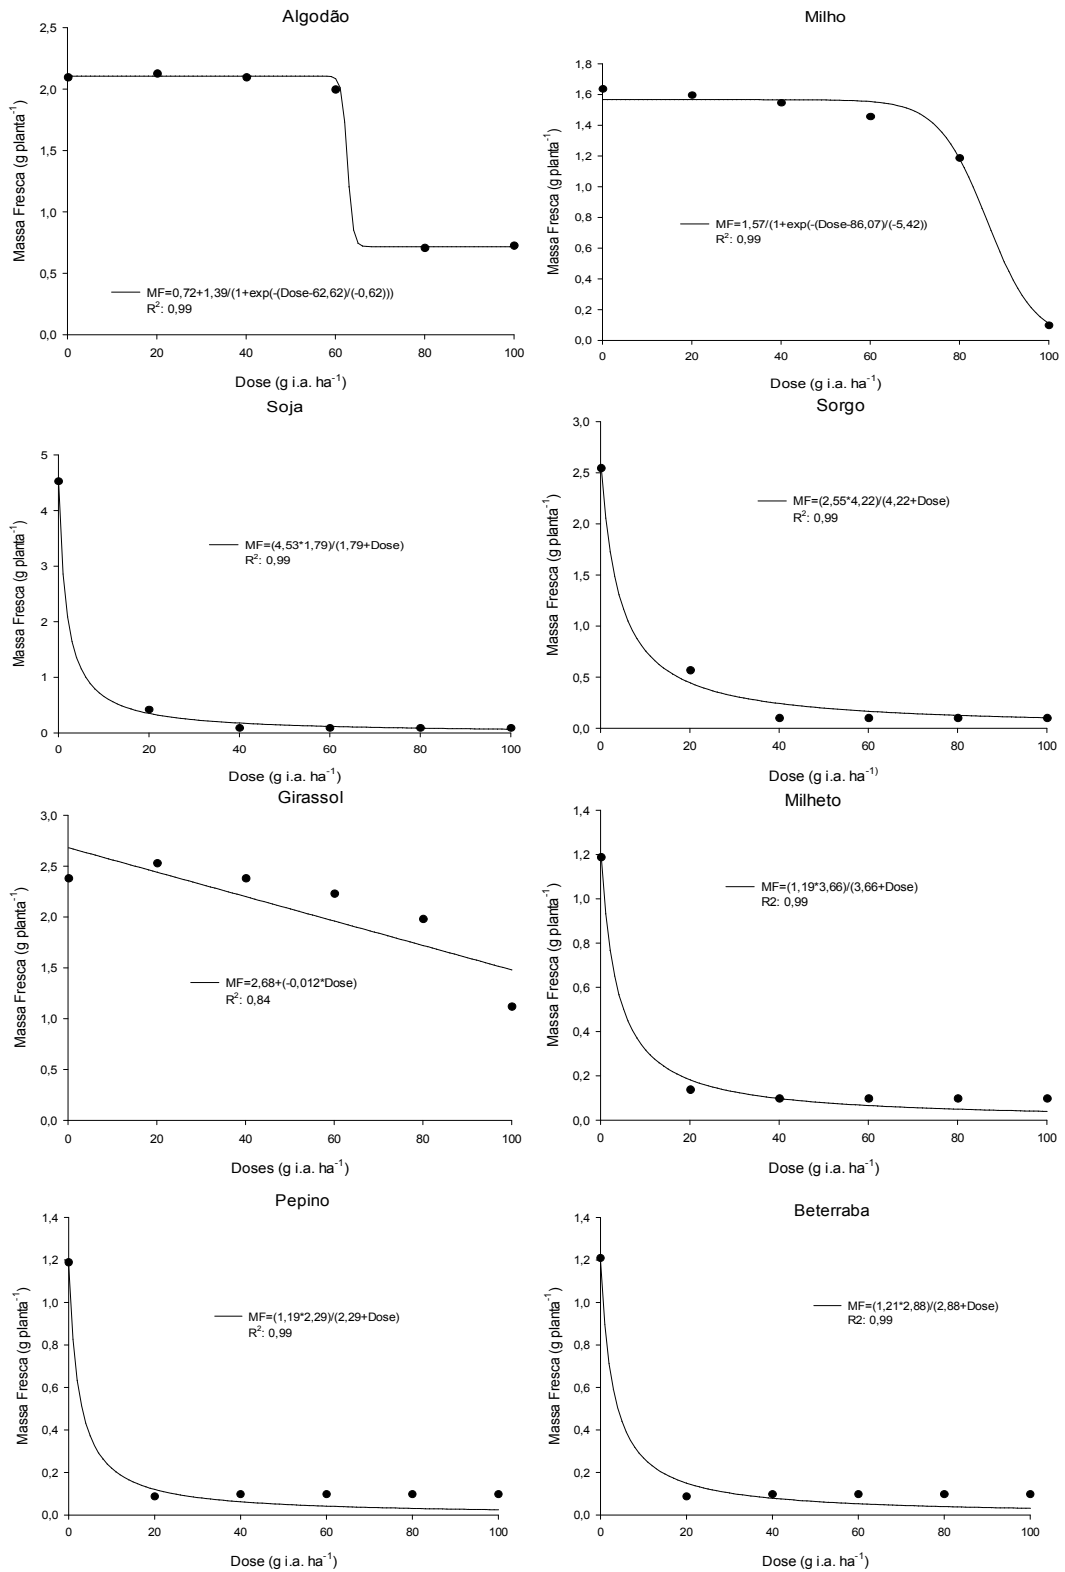 Algodão
2,5
2,0
1,5
1,0
0,5
0,0
Massa Fresca (g planta-1)
MF=0,72+1,39/(1+exp(-(Dose-62,62/(-0,62)))
R2: 0,99
0 20 40 60 80 100
Dose (g i.a. ha-1)
Milho
1,8
1,6
1,4
1,2
1,0
0,8
0,6
0,4
0,2
0,0
Massa Fresca (g planta-1)
MF=1,57/(1+exp(-(Dose-86,07)/(-5,42))
R2: 0,99
0 20 40 60 80 100
Dose (g i.a. ha-1)
Soja
5
4
3
2
1
0
Massa Fresca (g planta-1)
MF=(4,53*1,79)/(1,79+Dose)
R2: 0,99
0 20 40 60 80 100
Dose (g i.a. ha-1)
Sorgo
3,0
2,5
2,0
1,5
1,0
0,5
0,0
Massa Fresca (g planta-1)
MF=(2,55*4,22)/(4,22+Dose)
R2: 0,99
0 20 40 60 80 100
Dose (g i.a. ha-1)
Girassol
3,0
2,5
2,0
1,5
1,0
0,5
0,0
Massa Fresca (g planta-1)
MF=2,68+(-0,012*Dose)
R2: 0,84
0 20 40 60 80 100
Doses (g i.a. ha-1)
Milheto
1,4
1,2
1,0
0,8
0,6
0,4
0,2
0,0
Massa Fresca (g planta-1)
MF=(1,19*3,66)/(3,66+Dose)
R2: 0,99
0 20 40 60 80 100
Dose (g i.a. ha-1)
Pepino
1,4
1,2
1,0
0,8
0,6
0,4
0,2
0,0
Massa Fresca (g planta-1)
MF=(1,19*2,29)/(2,29+Dose)
R2: 0,99
0 20 40 60 80 100
Dose (g i.a. ha-1)
Beterraba
1,4
1,2
1,0
0,8
0,6
0,4
0,2
0,0
Massa Fresca (g planta-1)
MF=(1,21*2,88)/(2,88+Dose)
R2: 0,99
0 20 40 60 80 100
Dose (g i.a. ha-1)